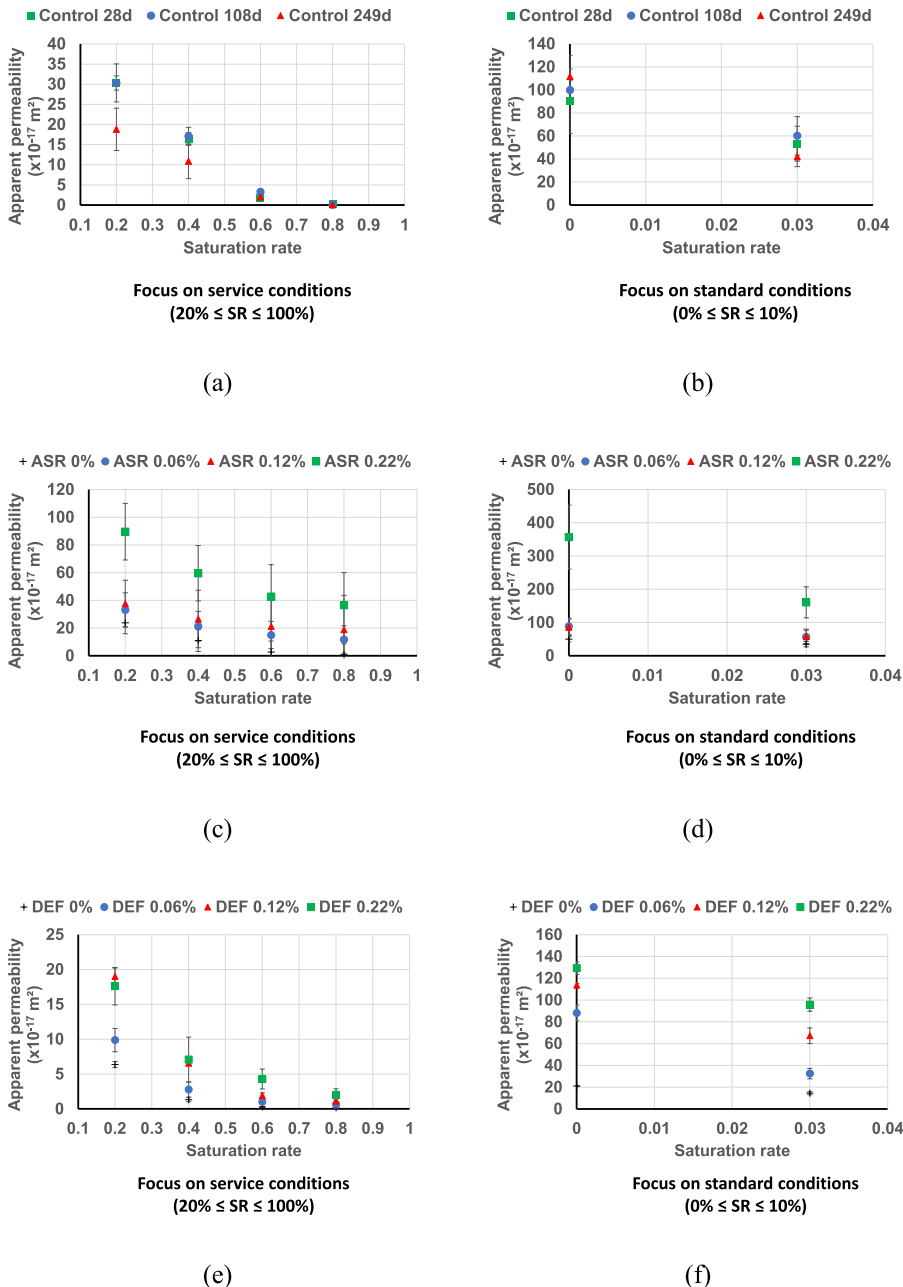 Control 28d Control 108d Control 249d
Apparent permeability
(x10-17 m²)
40
35
30
25
20
15
10
5
0
0.1 0.2 0.3 0.4 0.5 0.6 0.7 0.8 0.9 1
Saturation rate
Focus on service conditions
(20% ≤ SR ≤ 100%)
(a)
Control 28d Control 108d Control 249d
Apparent permeability
(x10-17 m²)
140
120
100
80
60
40
20
0
0 0.01 0.02 0.03 0.04
Saturation rate
Focus on standard conditions
(0% ≤ SR ≤ 10%)
(b)
ASR 0% ASR 0.06% ASR 0.12% ASR 0.22%
Apparent permeability
(x10-17 m²)
120
100
80
60
40
20
0
0.1 0.2 0.3 0.4 0.5 0.6 0.7 0.8 0.9 1
Saturation rate
Focus on service conditions
(20% ≤ SR ≤ 100%)
(c)
ASR 0% ASR 0.06% ASR 0.12% ASR 0.22%
Apparent permeability
(x10-17 m²)
500
400
300
200
100
0
0 0.01 0.02 0.03 0.04
Saturation rate
Focus on standard conditions
(0% ≤ SR ≤ 10%)
(d)
DEF 0% DEF 0.06% DEF 0.12% DEF 0.22%
Apparent permeability
(x10-17 m²)
25
20
15
10
5
0
0.1 0.2 0.3 0.4 0.5 0.6 0.7 0.8 0.9 1
Saturation rate
Focus on service conditions
(20% ≤ SR ≤ 100%)
(e)
DEF 0% DEF 0.06% DEF 0.12% DEF 0.22%
Apparent permeability
(x10-17 m²)
160
140
120
100
80
60
40
20
0
0 0.01 0.02 0.03 0.04
Saturation rate
Focus on standard conditions
(0% ≤ SR ≤ 10%)
(f)